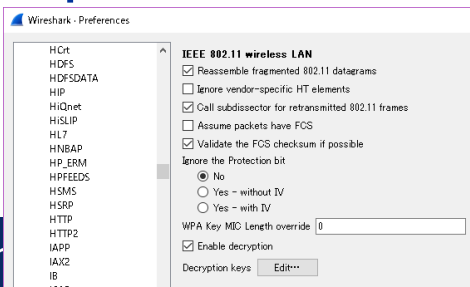 Wireshark · Preferences
HCrt
HDFS
HDFSDATA
HIP
HiQnet
HiSLIP
HL7
HNBAP
HP_ERM
HPFEEDS
HSMS
HSRP
HTTP
HTTP2
IAPP
IAX2
IB
IEEE 802.11 wireless LAN
Reassemble fragmented 802.11 datagrams
Ignore vendor-specific HT elements
Call subdissector for retransmitted 802.11 frames
Assume packets have FCS
Validate the FCS checksum if possible
Ignore the Protection bit
No
Yes - without IV
Yes - with IV
WPA Key MIC Length override 0
Enable decryption
Decryption keys Edit...